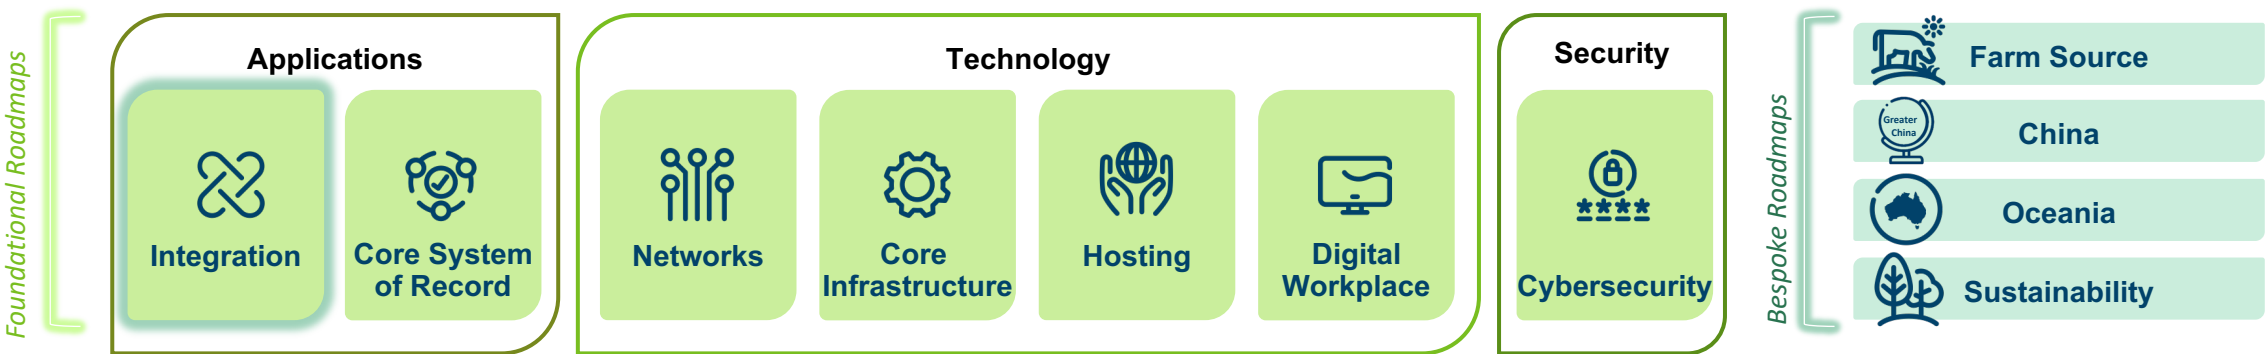 Foundational Roadmaps
Applications
Integration
Core System
of Record
Technology
Networks
Core
Infrastructure
Hosting
Digital
Workplace
Security
****
Cybersecurity
Bespoke Roadmaps
Farm Source
Greater
China
China
Oceania
Sustainability